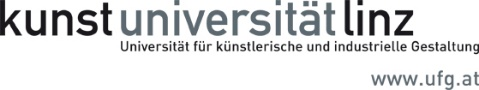 kunstuniversitätlinz
Universität für künstlerische und industrielle Gestaltung
www.ufg.at